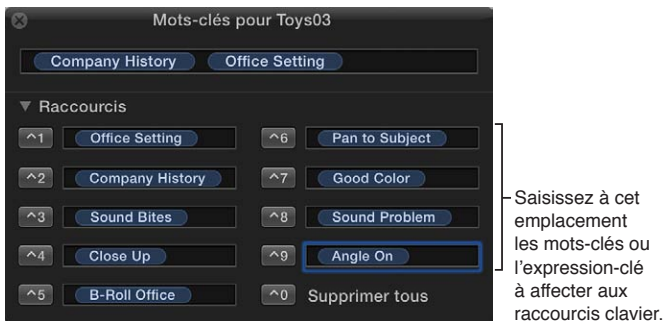 Mots-clés pour Toys03
Company History Office Setting
Raccourcis
^1 Office Setting ^6 Pan to Subject
^2 Company History ^7 Good Color
^3 Sound Bites ^8 Sound Problem
^4 Close Up ^9 Angle On
^5 B-Roll Office ^0 Supprimer tous
Saisissez à cet
emplacement
les mots-clés ou
l’expression-clé
à affecter aux
raccourcis clavier.